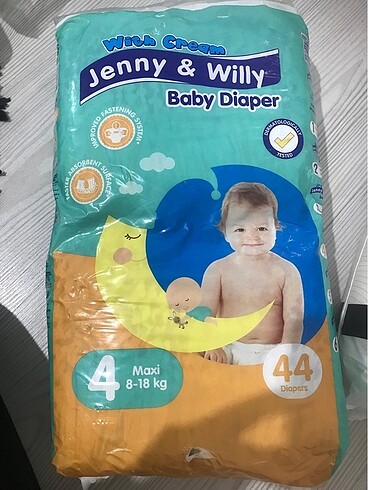 With Cream
Jenny & Willy
Baby Diaper
IMPROVED FASTENING SYSTEM
DERMATOLOGICALLY
TESTED
FASTER ABSORBENT SURFACE
4
Maxi
8-18 kg
44
Diapers